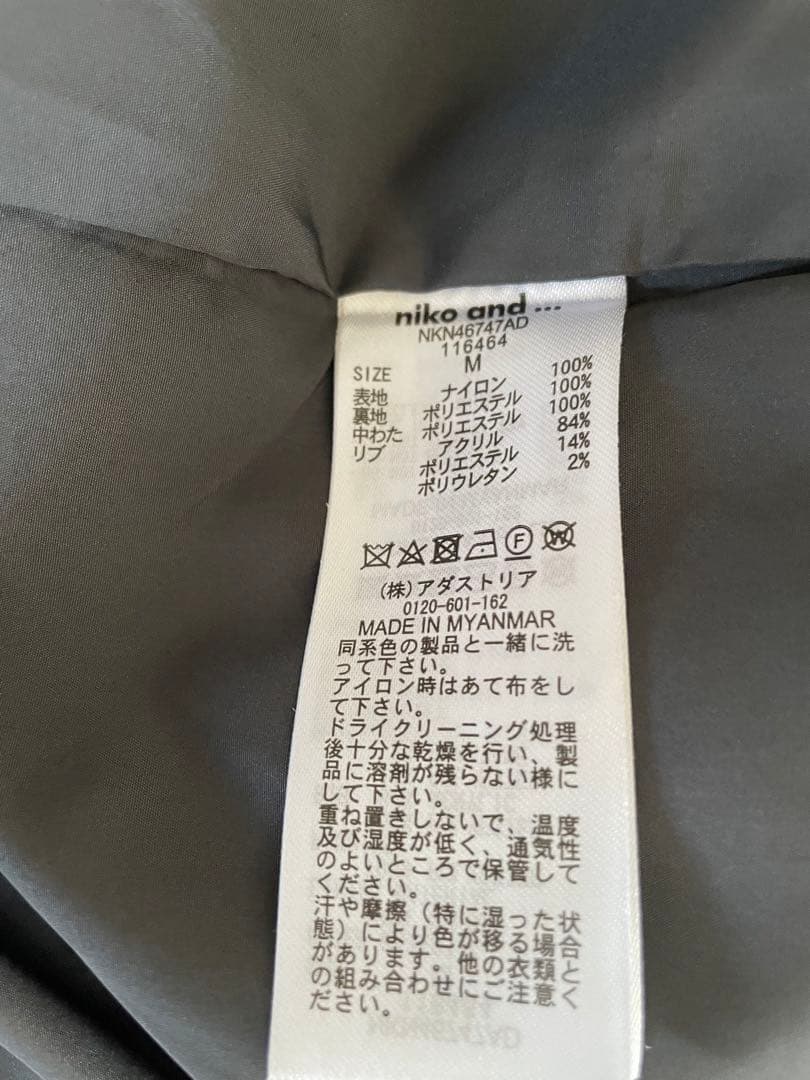 niko and ...
NKN46747AD
116464
SIZE M
表地 ナイロン 100%
裏地 ポリエステル 100%
中わた ポリエステル 100%
リブ アクリル 84%
ポリエステル 14%
ポリウレタン 2%
F W
(株)アダストリア
0120-601-162
MADE IN MYANMAR
同系色の製品と一緒に洗
って下さい。
アイロン時はあて布をし
て下さい。
ドライクリーニング処理
後十分な乾燥を行い、製
品に溶剤が残らない様に
して下さい。
重ね置きしないで、温度
及び湿度が低く、通気性
のよいところで保管して
ください。
汗や摩擦（特に湿った状
態）により色が移る場合
があります。他の衣類と
の組み合わせにご注意く
ださい。